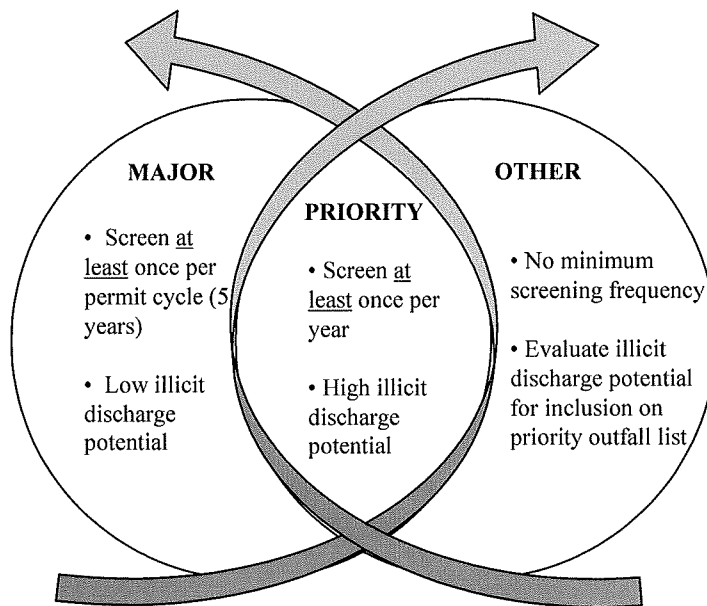 MAJOR
• Screen at
least once per
permit cycle (5
years)
• Low illicit
discharge
potential
PRIORITY
• Screen at
least once per
year
• High illicit
discharge
potential
OTHER
• No minimum
screening frequency
• Evaluate illicit
discharge potential
for inclusion on
priority outfall list